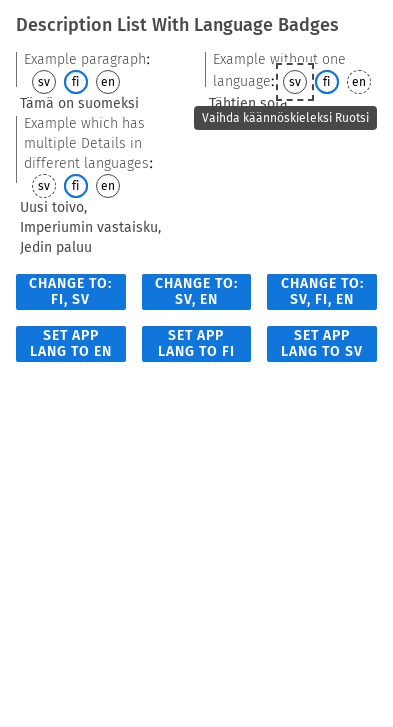 Description List With Language Badges
Example paragraph:
sv fi en
Tämä on suomeksi
Example without one
language: sv fi en
Tähtien sota
Vaihda käännöskieleksi Ruotsi
Example which has
multiple Details in
different languages:
sv fi en
Uusi toivo,
Imperiumin vastaisku,
Jedin paluu
CHANGE TO:
FI, SV
CHANGE TO:
SV, EN
CHANGE TO:
SV, FI, EN
SET APP
LANG TO EN
SET APP
LANG TO FI
SET APP
LANG TO SV